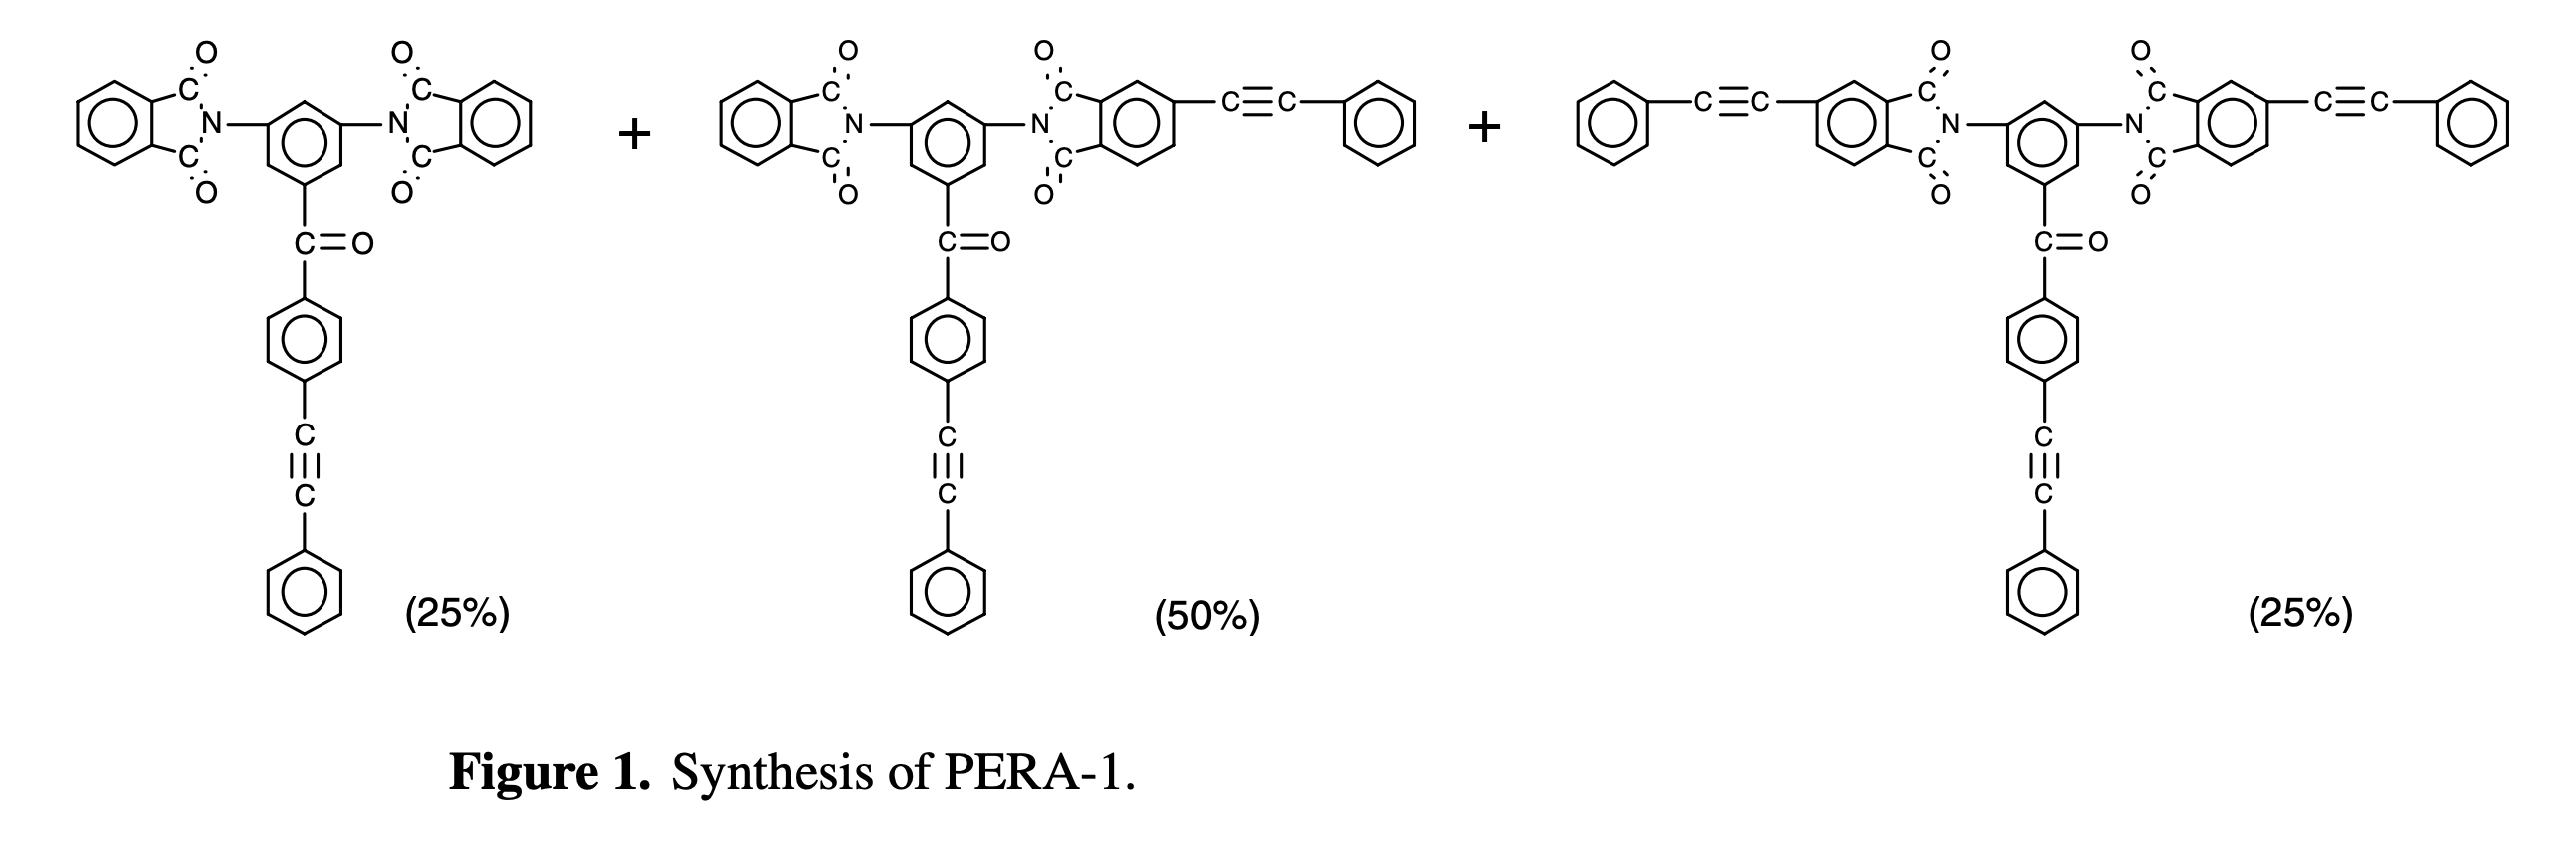 O O O O O O
C C C C C C
N N N N N N
C C C C C C
O O O O O O
C≡C C≡C C≡C
+ +
C=O C=O C=O
C C C
C C C
(25%) (50%) (25%)
Figure 1. Synthesis of PERA-1.